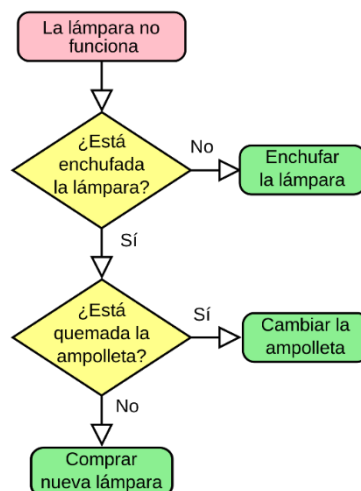 La lámpara no
funciona
¿Está
enchufada
la lámpara?
No
Enchufar
la lámpara
Sí
¿Está
quemada la
ampolleta?
Sí
Cambiar la
ampolleta
No
Comprar
nueva lámpara